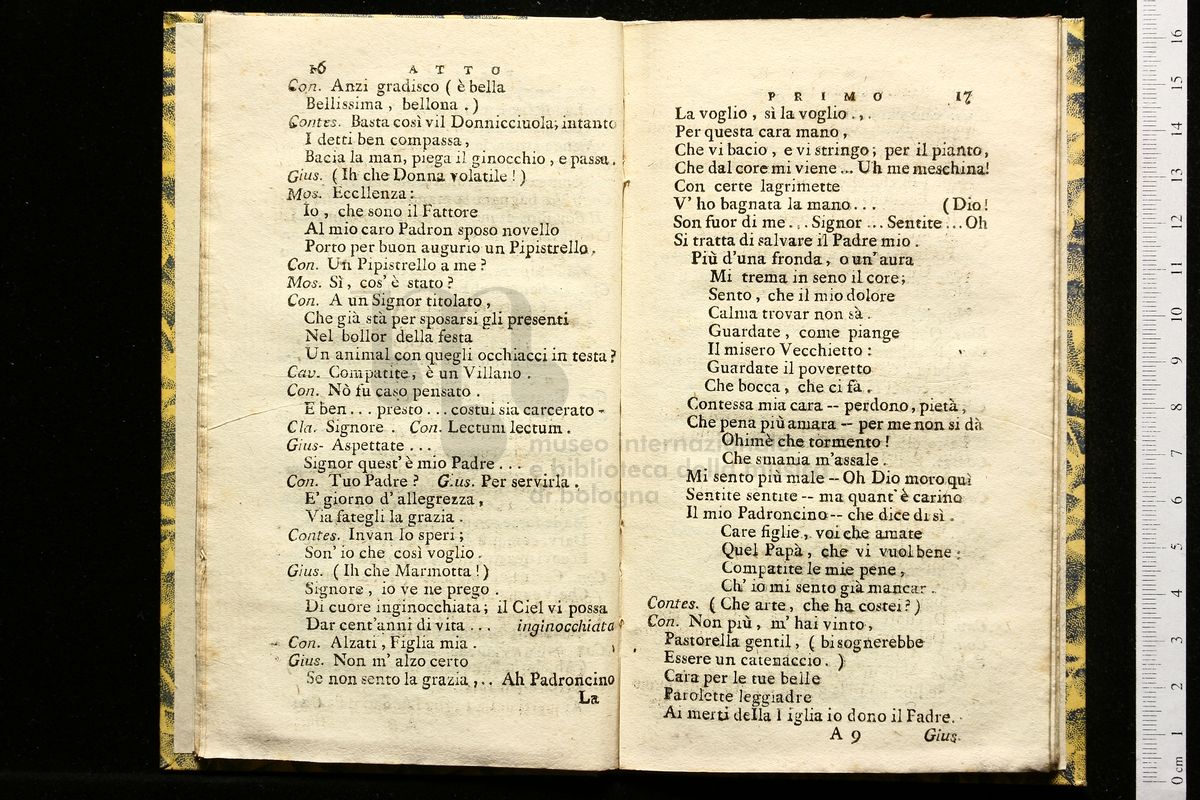 16 ATTO
Con. Anzi gradisco ( è bella
Bellissima , bellona . )
Contes. Basta così vil Donnicciuola; intanto
I detti ben compassa,
Bacia la man, piega il ginocchio , e passa.
Gius. ( Ih che Donna volatile ! )
Mos. Eccllenza:
Io , che sono il Fattore
Al mio caro Padron sposo novello
Porto per buon augurio un Pipistrello.
Con. Un Pipistrello a me ?
Mos. Sì, cos' è stato ?
Con. A un Signor titolato ,
Che già stà per sposarsi gli presenti
Nel bollor della festa
Un animal con quegli occhiacci in testa?
Cav. Compatite, è un Villano .
Con. Nò fu caso pensato .
E ben . . . presto . . . costui sia carcerato -
Cla. Signore . Con. Lectum lectum .
Gius- Aspettate . . .
Signor quest' è mio Padre . . .
Con. Tuo Padre ? Gius. Per servirla .
E' giorno d' allegrezza ,
Via fategli la grazia .
Contes. Invan lo speri ;
Son' io che così voglio .
Gius. ( Ih che Marmotta ! )
Signore , io ve ne prego .
Di cuore inginocchiata ; il Ciel vi possa
Dar cent'anni di vita . . . inginocchiata
Con. Alzati , Figlia mia .
Gius. Non m' alzo certo
Se non sento la grazia , . . Ah Padroncino
La
PRIMO 17
La voglio , sì la voglio . , .
Per questa cara mano ,
Che vi bacio , e vi stringo ; per il pianto,
Che dal core mi viene ... Uh me meschina!
Con certe lagrimette
V' ho bagnata la mano . . . ( Dio !
Son fuor di me . . . Signor ... Sentite ... Oh
Si tratta di salvare il Padre mio .
Più d'una fronda , o un' aura
Mi trema in seno il core ;
Sento , che il mio dolore
Calma trovar non sà .
Guardate , come piange
Il misero Vecchietto :
Guardate il poveretto
Che bocca , che ci fà .
Contessa mia cara -- perdono, pietà ,
Che pena più amara -- per me non si dà
Ohimè che tormento !
Che smania m'assale .
Mi sento più male -- Oh Dio moro quì
Sentite sentite -- ma quant' è carino
Il mio Padroncino -- che dice di sì .
Care figlie , voi che amate
Quel Papà , che vi vuol bene :
Compatite le mie pene ,
Ch' io mi sento già mancar .
Contes. ( Che arte , che ha costei ? )
Con. Non più , m' hai vinto ,
Pastorella gentil , ( bisognerebbe
Essere un catenaccio . )
Cara per le tue belle
Parolette leggiadre
Ai merti della Figlia io dono il Padre.
A 9 Gius.
museo internazi
e biblioteca della musica
di bologna